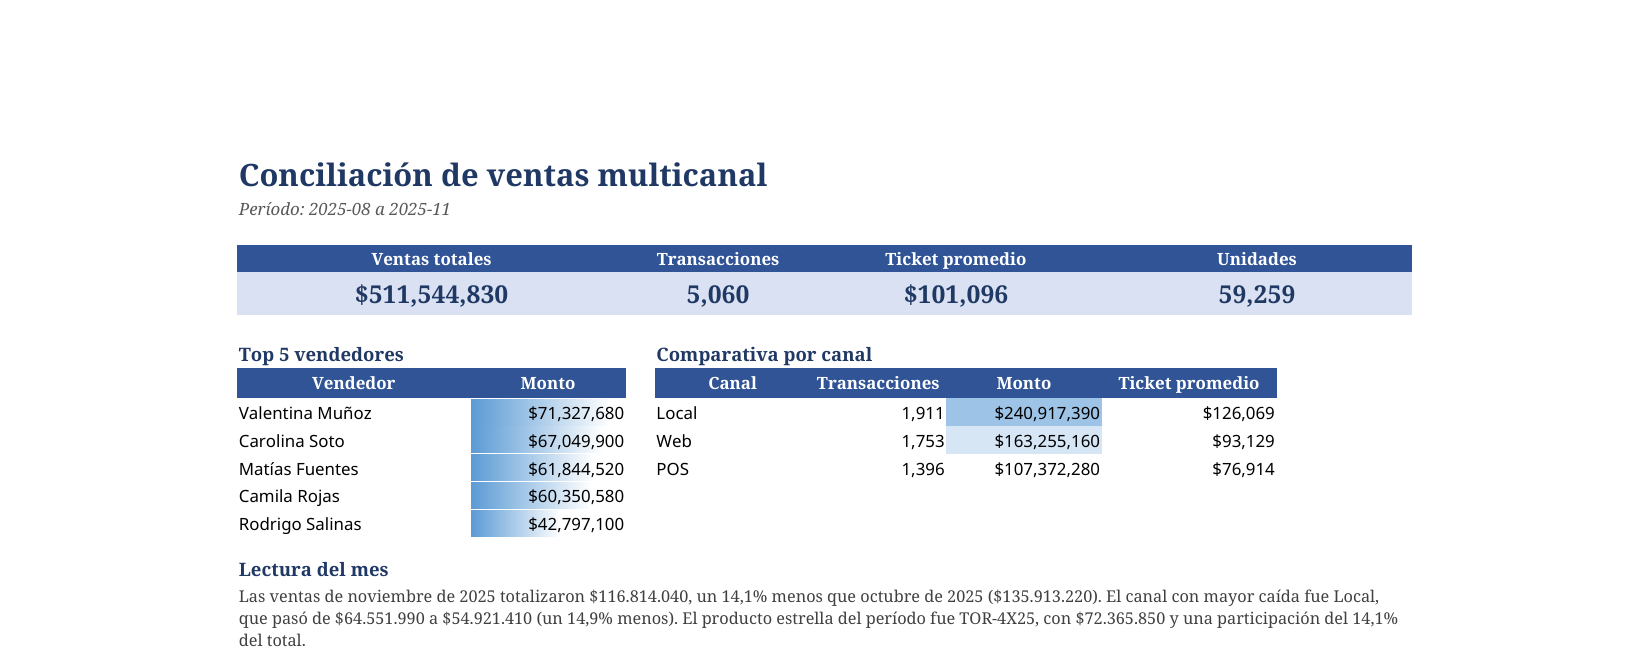 Conciliación de ventas multicanal
Período: 2025-08 a 2025-11
Ventas totales Transacciones Ticket promedio Unidades
$511,544,830 5,060 $101,096 59,259
Top 5 vendedores Comparativa por canal
Vendedor Monto Canal Transacciones Monto Ticket promedio
Valentina Muñoz $71,327,680 Local 1,911 $240,917,390 $126,069
Carolina Soto $67,049,900 Web 1,753 $163,255,160 $93,129
Matías Fuentes $61,844,520 POS 1,396 $107,372,280 $76,914
Camila Rojas $60,350,580
Rodrigo Salinas $42,797,100
Lectura del mes
Las ventas de noviembre de 2025 totalizaron $116.814.040, un 14,1% menos que octubre de 2025 ($135.913.220). El canal con mayor caída fue Local,
que pasó de $64.551.990 a $54.921.410 (un 14,9% menos). El producto estrella del período fue TOR-4X25, con $72.365.850 y una participación del 14,1%
del total.